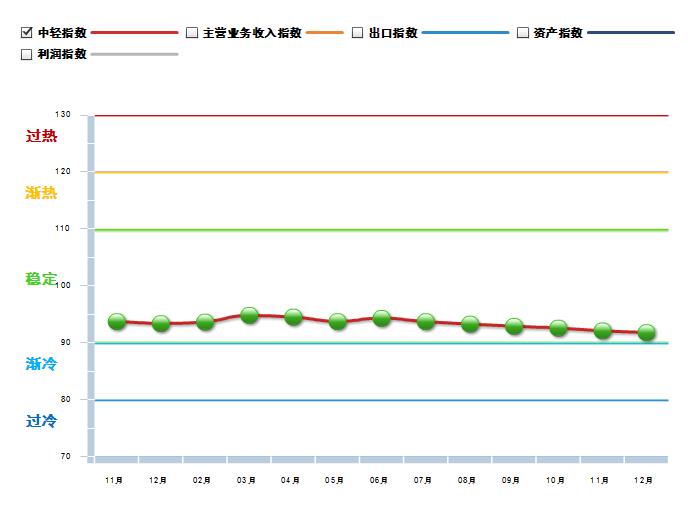 中轻指数 主营业务收入指数 出口指数 资产指数
利润指数
130
过热
120
渐热
110
稳定
100
90
渐冷
80
过冷
70
11月 12月 02月 03月 04月 05月 06月 07月 08月 09月 10月 11月 12月